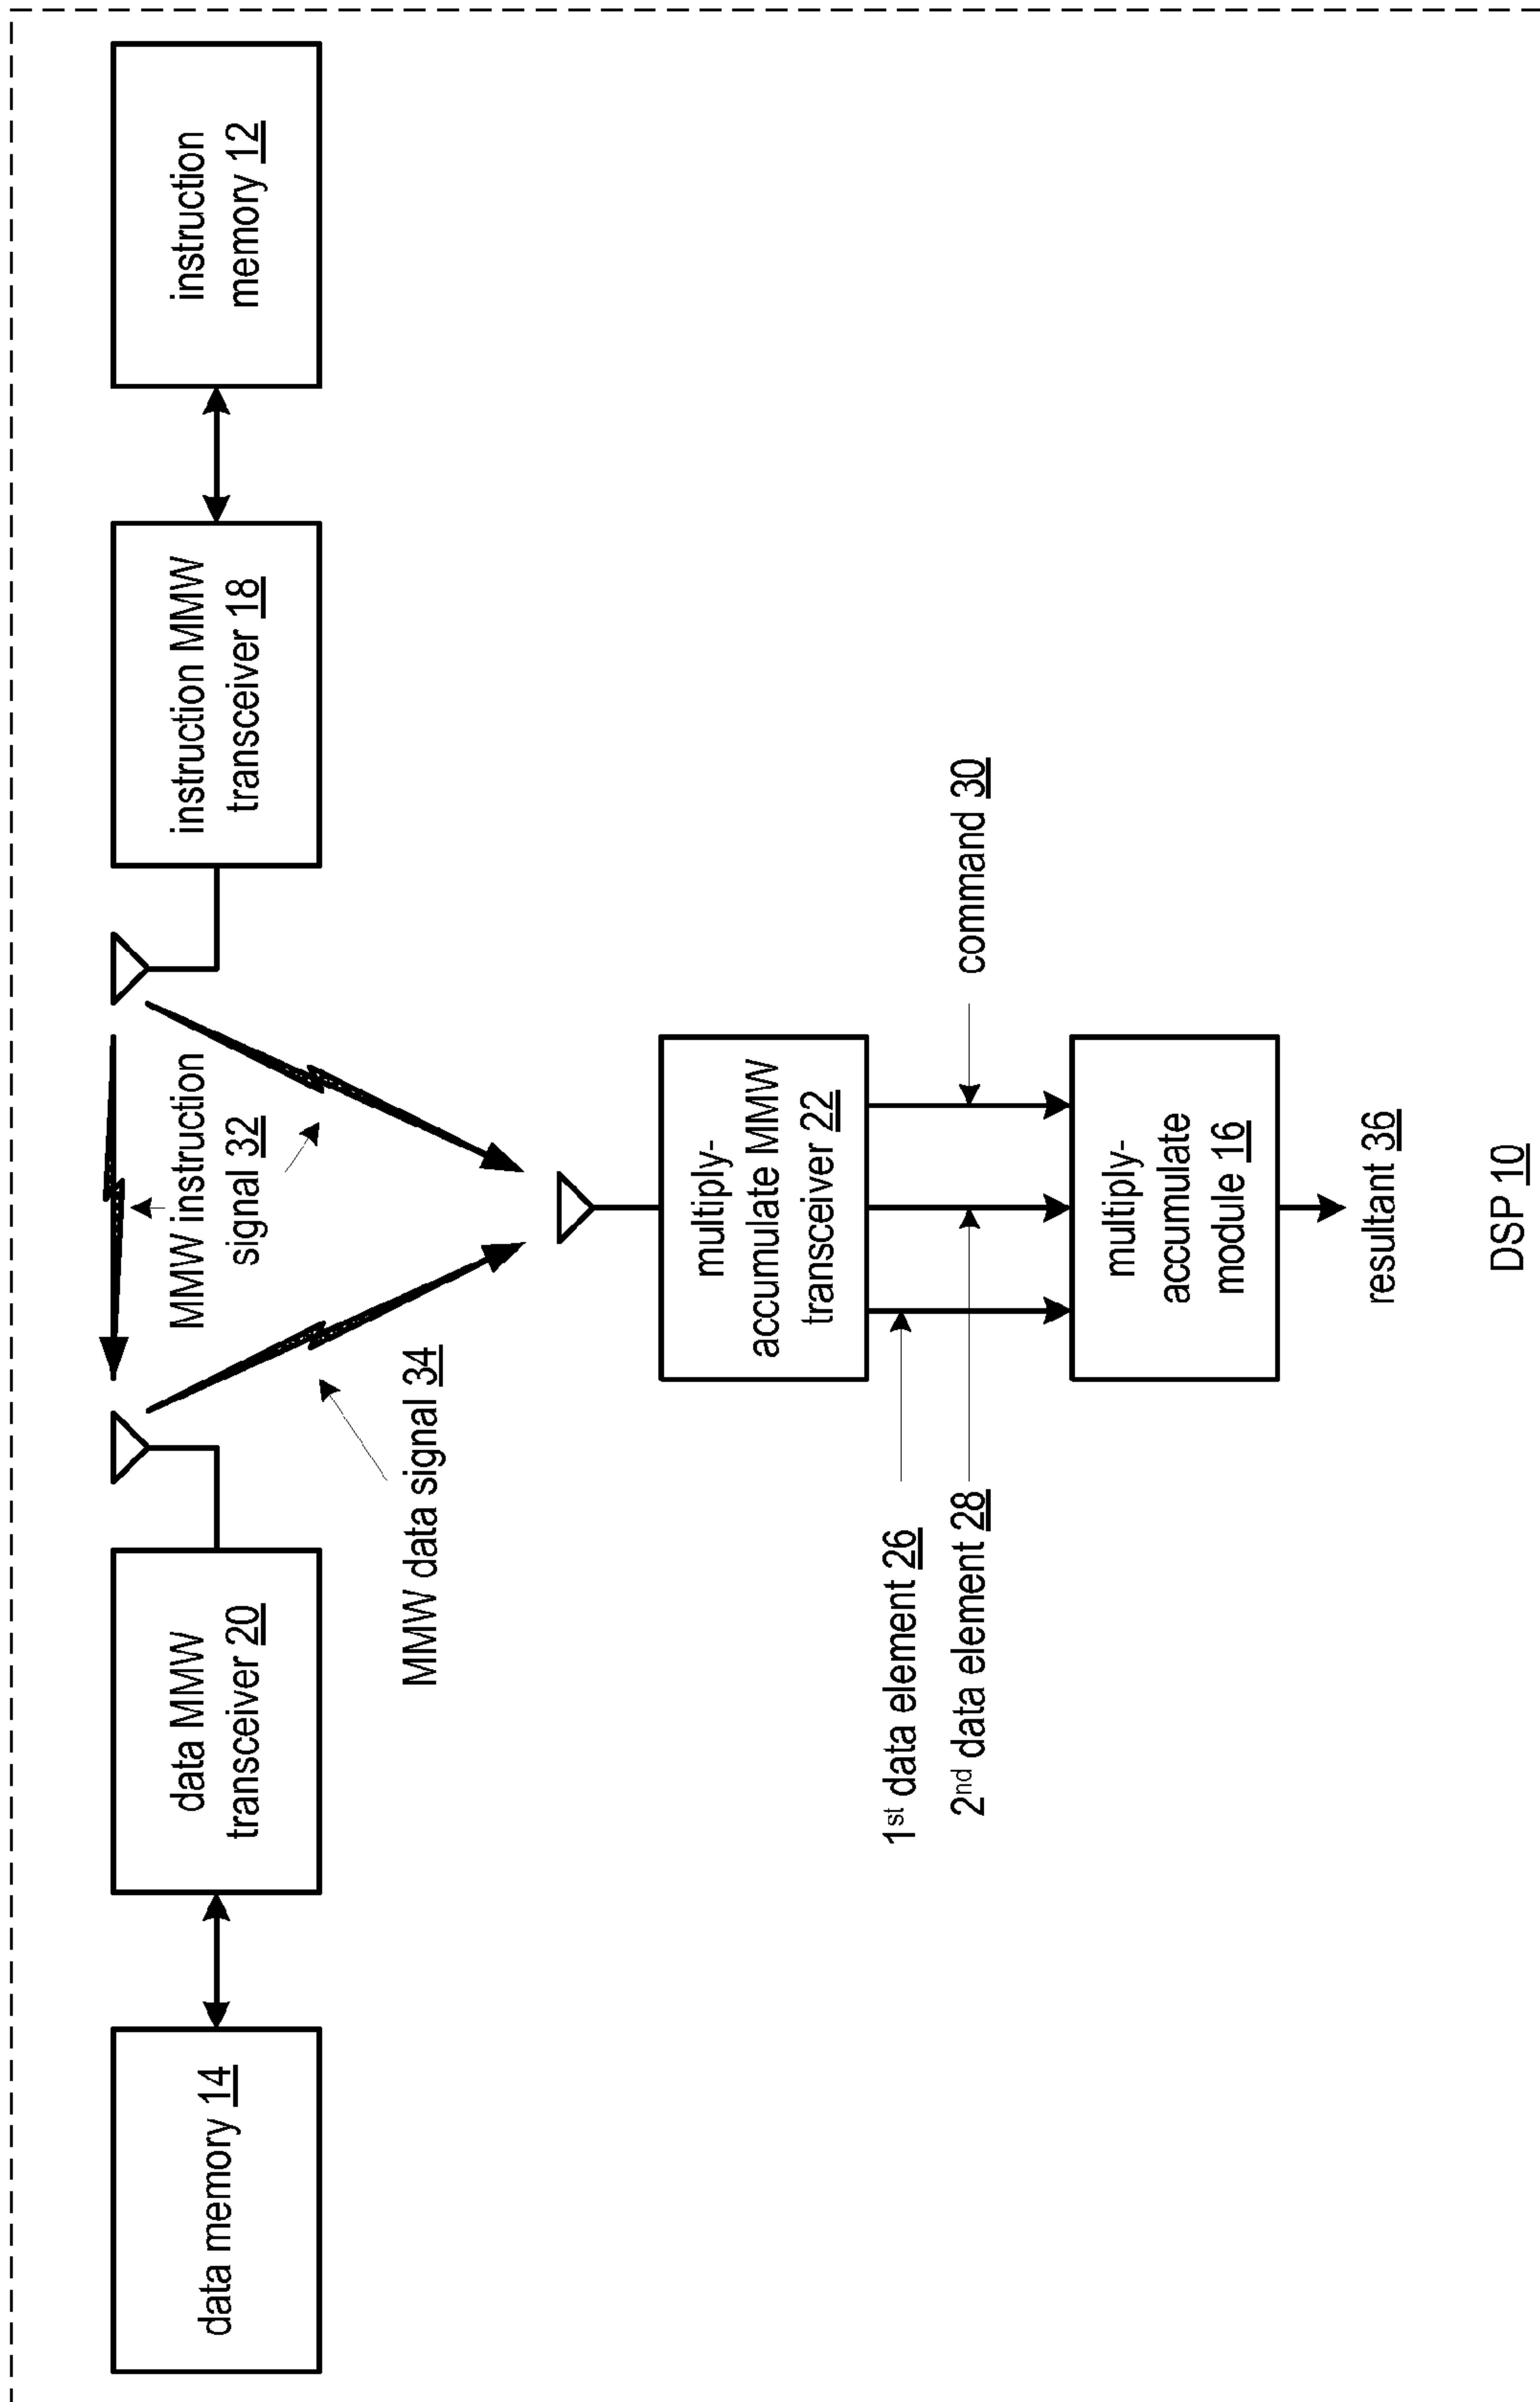 data memory 14
data MMW
transceiver 20
MMW instruction
signal 32
instruction MMW
transceiver 18
instruction
memory 12
MMW data signal 34
multiply-
accumulate MMW
transceiver 22
1st data element 26
2nd data element 28
command 30
multiply-
accumulate
module 16
resultant 36
DSP 10